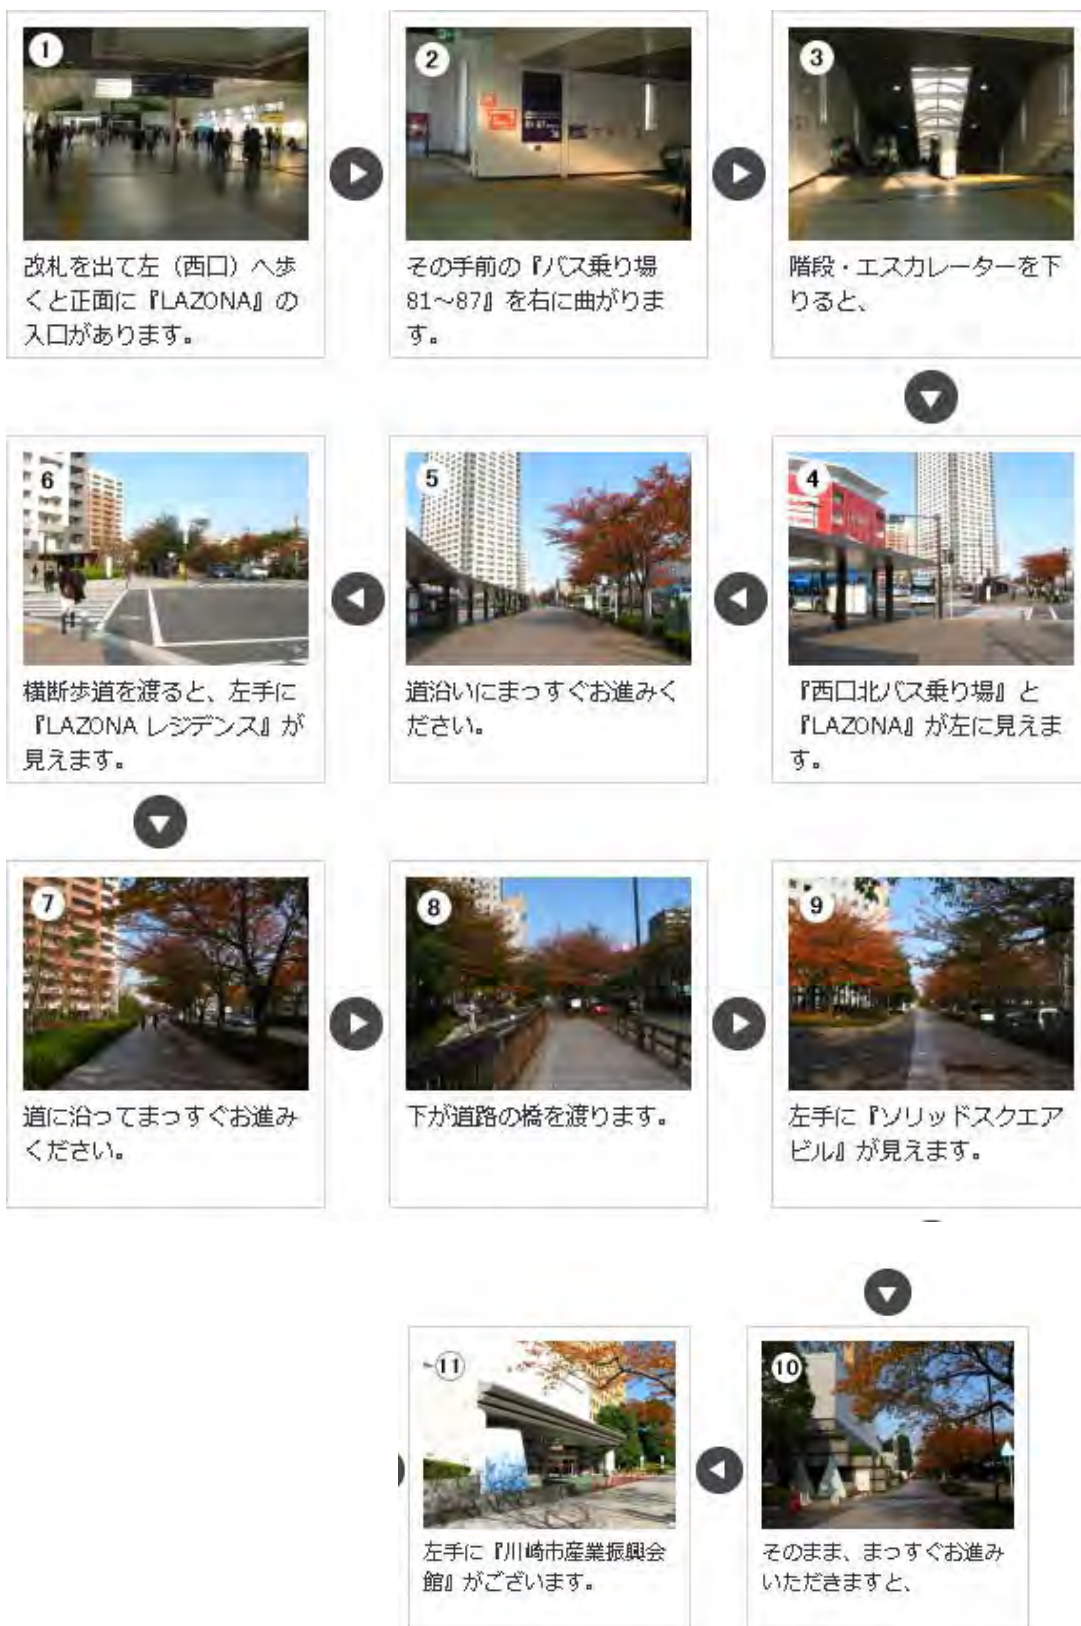 1
改札を出て左（西口）へ歩
くと正面に『LAZONA』の
入口があります。
2
その手前の『バス乗り場
81～87』を右に曲がりま
す。
3
階段・エスカレーターを下
りると、
4
『西口北バス乗り場』と
『LAZONA』が左に見えま
す。
5
道沿いにまっすぐお進みく
ださい。
6
横断歩道を渡ると、左手に
『LAZONA レジデンス』が
見えます。
7
道に沿ってまっすぐお進み
ください。
8
下が道路の橋を渡ります。
9
左手に『ソリッドスクエア
ビル』が見えます。
10
そのまま、まっすぐお進み
いただきますと、
11
左手に『川崎市産業振興会
館』がございます。